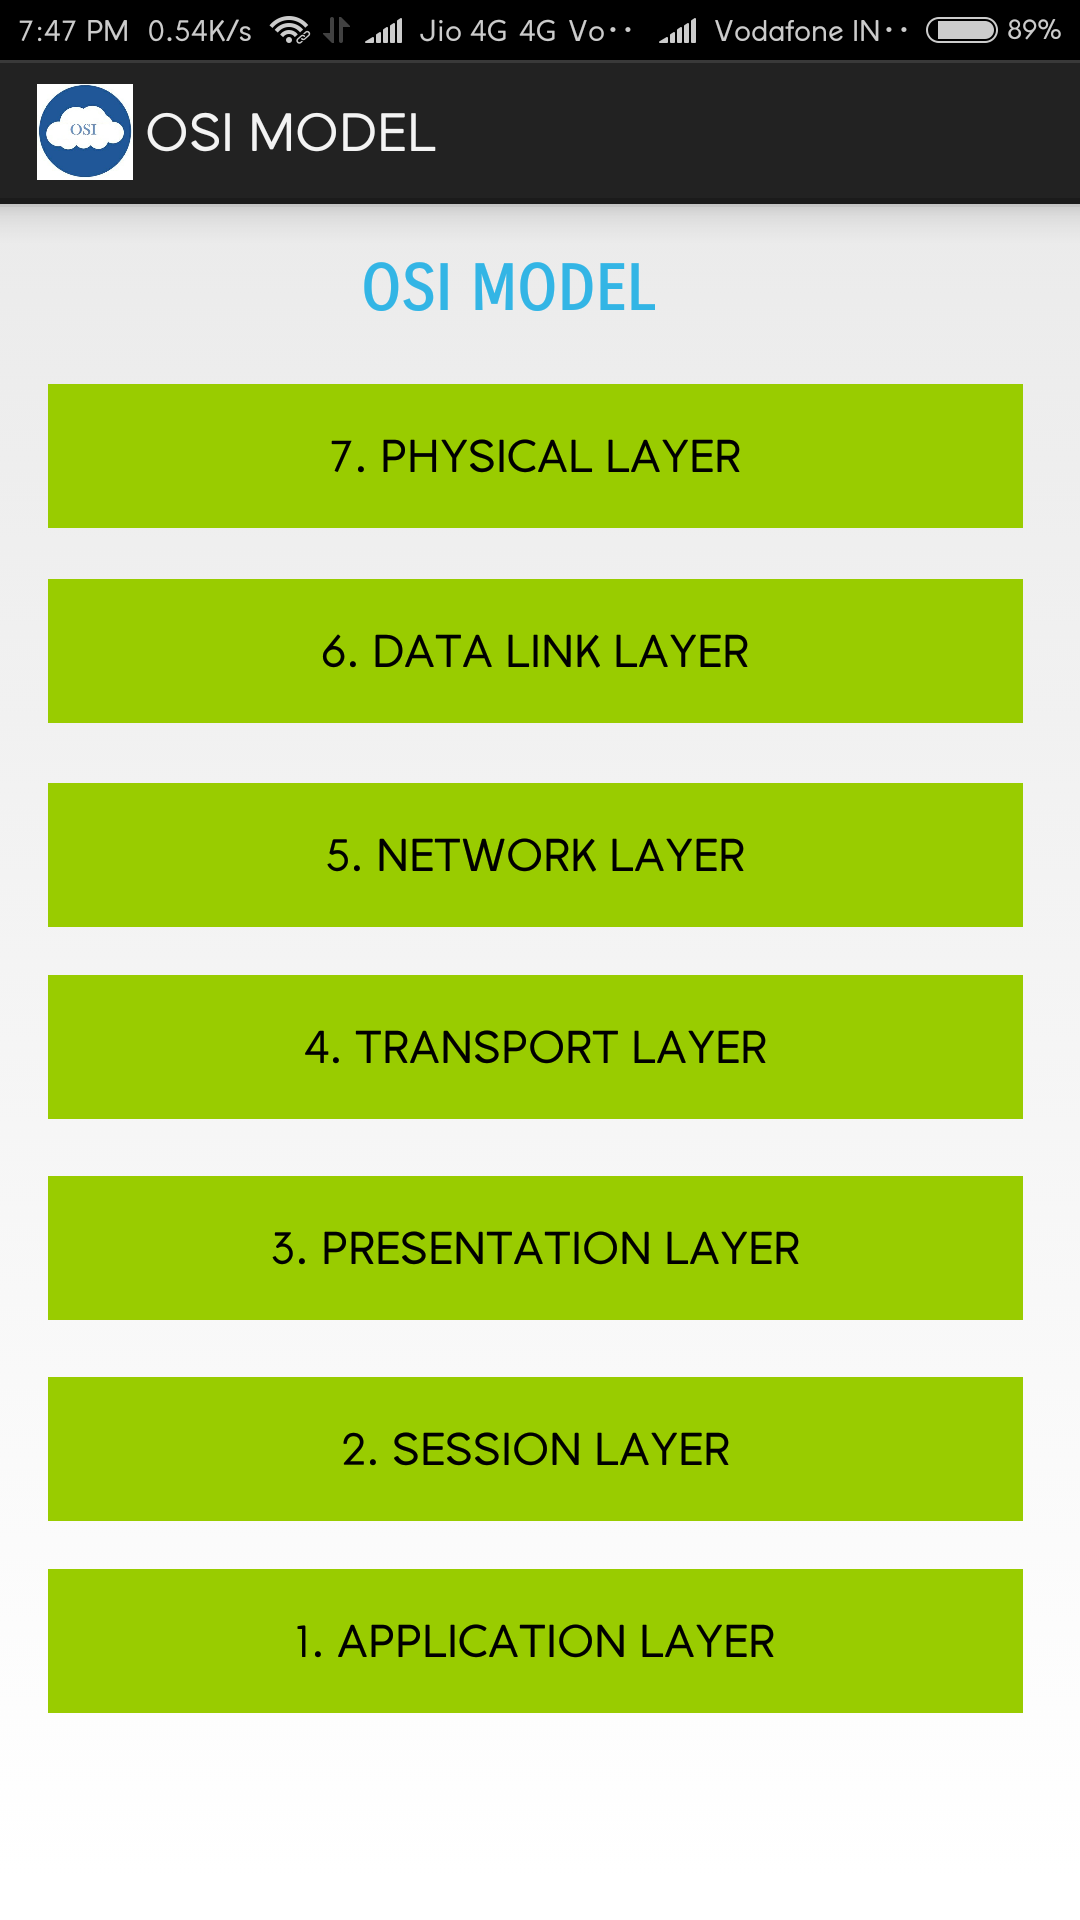 7:47 PM 0.54K/s Jio 4G 4G Vo·· Vodafone IN·· 89%
OSI OSI MODEL
OSI MODEL
7. PHYSICAL LAYER
6. DATA LINK LAYER
5. NETWORK LAYER
4. TRANSPORT LAYER
3. PRESENTATION LAYER
2. SESSION LAYER
1. APPLICATION LAYER